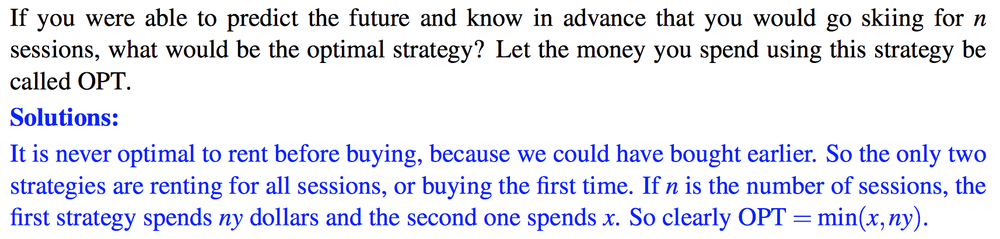 If you were able to predict the future and know in advance that you would go skiing for n
sessions, what would be the optimal strategy? Let the money you spend using this strategy be
called OPT.
Solutions:
It is never optimal to rent before buying, because we could have bought earlier. So the only two
strategies are renting for all sessions, or buying the first time. If n is the number of sessions, the
first strategy spends ny dollars and the second one spends x. So clearly OPT = min(x, ny).